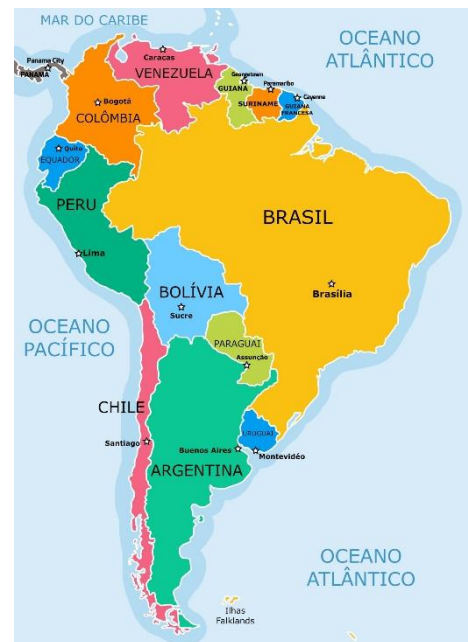 MAR DO CARIBE
OCEANO
ATLÂNTICO
Panama City
PANAMÁ
Caracas
VENEZUELA
Georgetown
GUIANA
Paramaribo
SURINAME
Cayenne
GUIANA
FRANCESA
Bogotá
COLÔMBIA
Quito
EQUADOR
PERU
Lima
BRASIL
Brasília
BOLÍVIA
Sucre
OCEANO
PACÍFICO
PARAGUAI
Assunção
CHILE
Santiago
URUGUAI
Buenos Aires
Montevidéo
ARGENTINA
OCEANO
ATLÂNTICO
Ilhas
Falklands